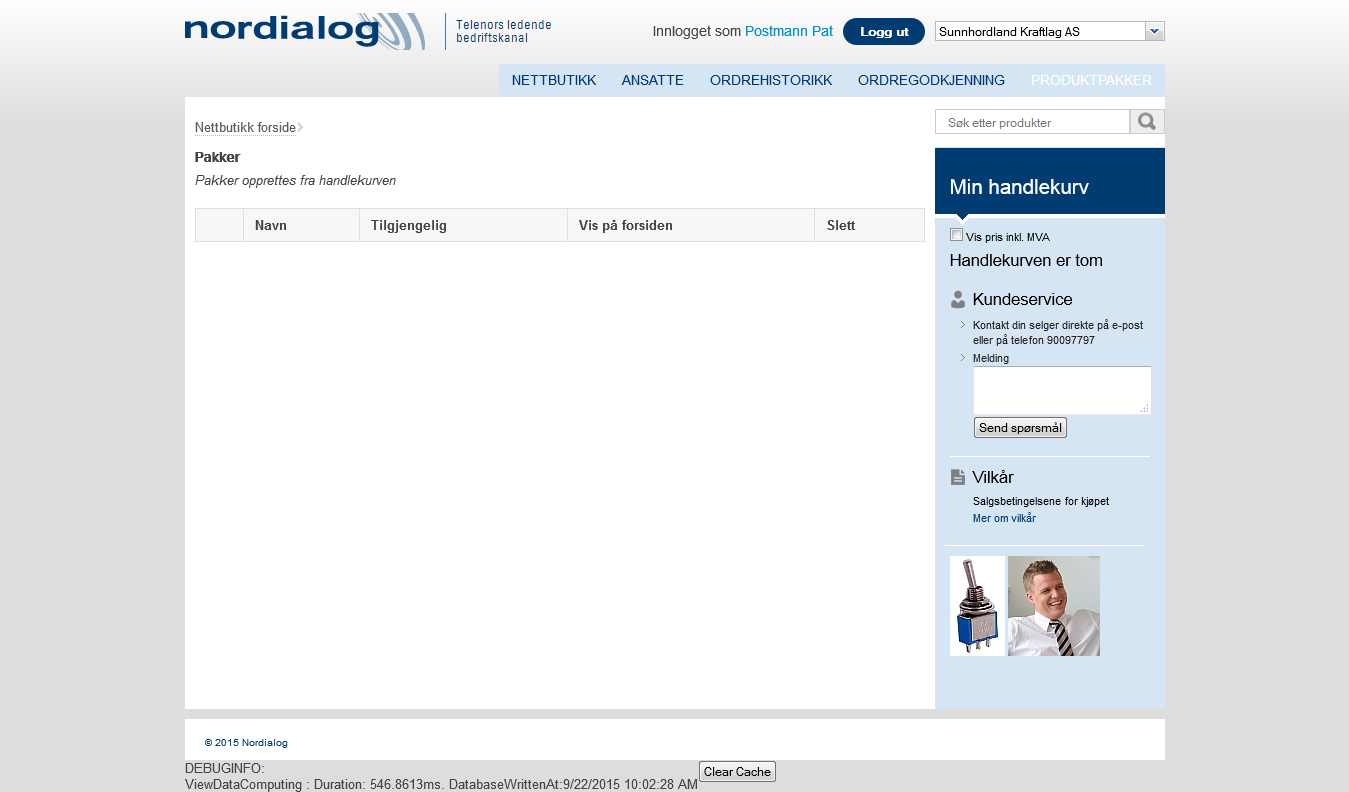 nordialog
Telenors ledende
bedriftskanal
Innlogget som Postmann Pat
Logg ut
Sunnhordland Kraftlag AS
NETTBUTIKK ANSATTE ORDREHISTORIKK ORDREGODKJENNING PRODUKTPAKKER
Nettbutikk forside
Søk etter produkter
Pakker
Pakker opprettes fra handlekurven
Navn Tilgjengelig Vis på forsiden Slett
Min handlekurv
Vis pris inkl. MVA
Handlekurven er tom
Kundeservice
Kontakt din selger direkte på e-post
eller på telefon 90097797
Melding
Send spørsmål
Vilkår
Salgsbetingelsene for kjøpet
Mer om vilkår
© 2015 Nordialog
DEBUGINFO:
ViewDataComputing : Duration: 546.8613ms. DatabaseWrittenAt:9/22/2015 10:02:28 AM
Clear Cache